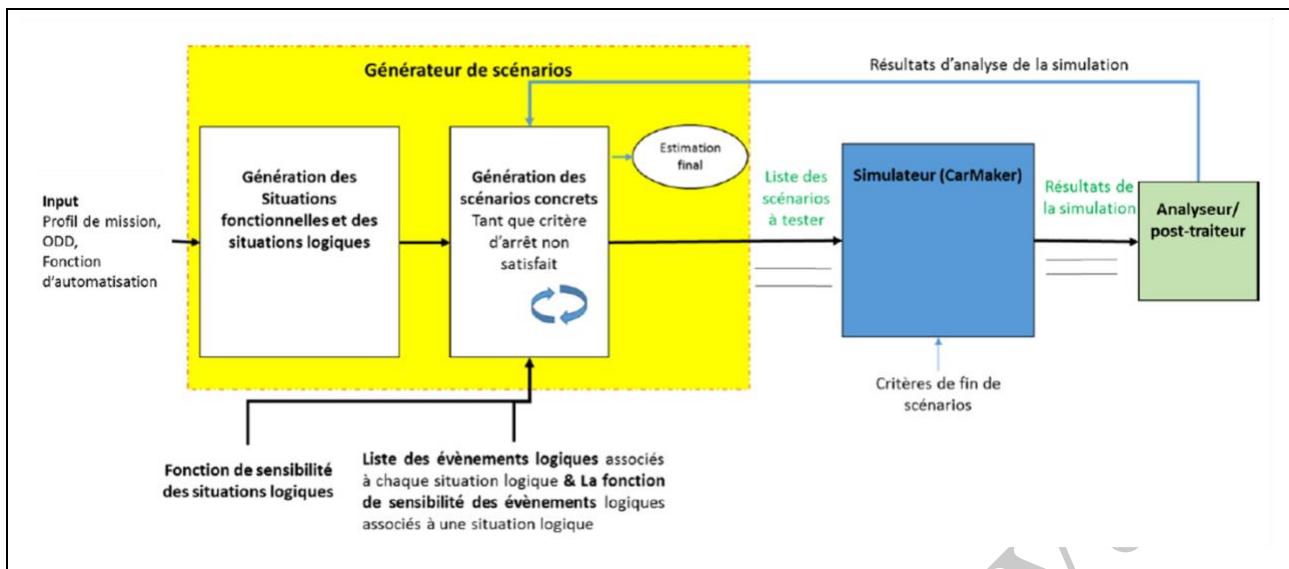 Générateur de scénarios
Résultats d'analyse de la simulation
Input
Profil de mission,
ODD,
Fonction
d'automatisation
Génération des
Situations
fonctionnelles et des
situations logiques
Génération des
scénarios concrets
Tant que critère
d'arrêt non
satisfait
Estimation
final
Liste des
scénarios
à tester
Simulateur (CarMaker)
Résultats de
la simulation
Analyseur/
post-traiteur
Critères de fin de
scénarios
Fonction de sensibilité
des situations logiques
Liste des évènements logiques associés
à chaque situation logique & La fonction
de sensibilité des évènements logiques
associés à une situation logique